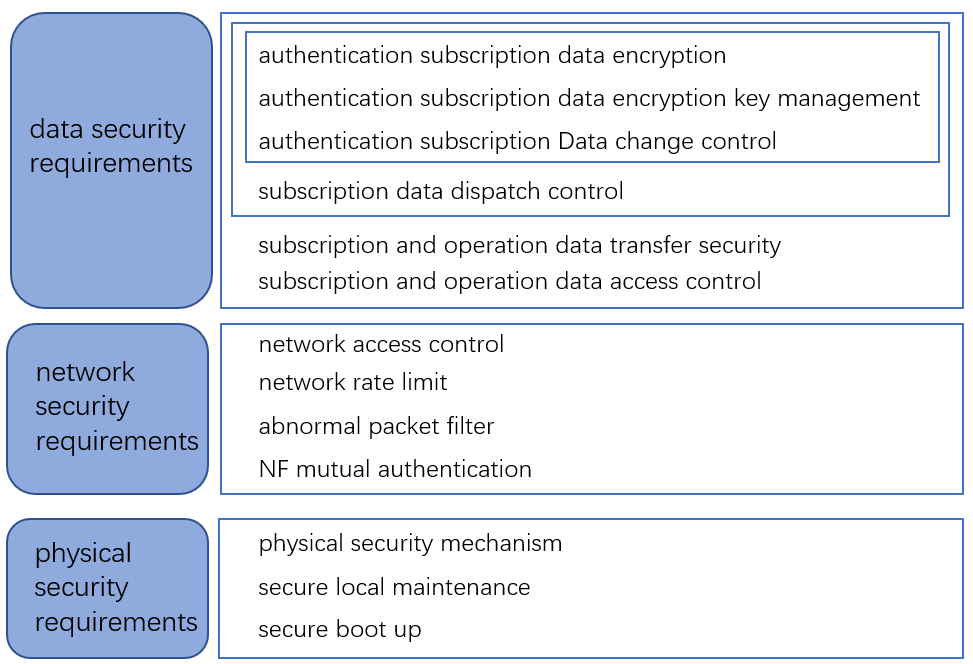 data security
requirements
authentication subscription data encryption
authentication subscription data encryption key management
authentication subscription Data change control
subscription data dispatch control
subscription and operation data transfer security
subscription and operation data access control
network
security
requirements
network access control
network rate limit
abnormal packet filter
NF mutual authentication
physical
security
requirements
physical security mechanism
secure local maintenance
secure boot up